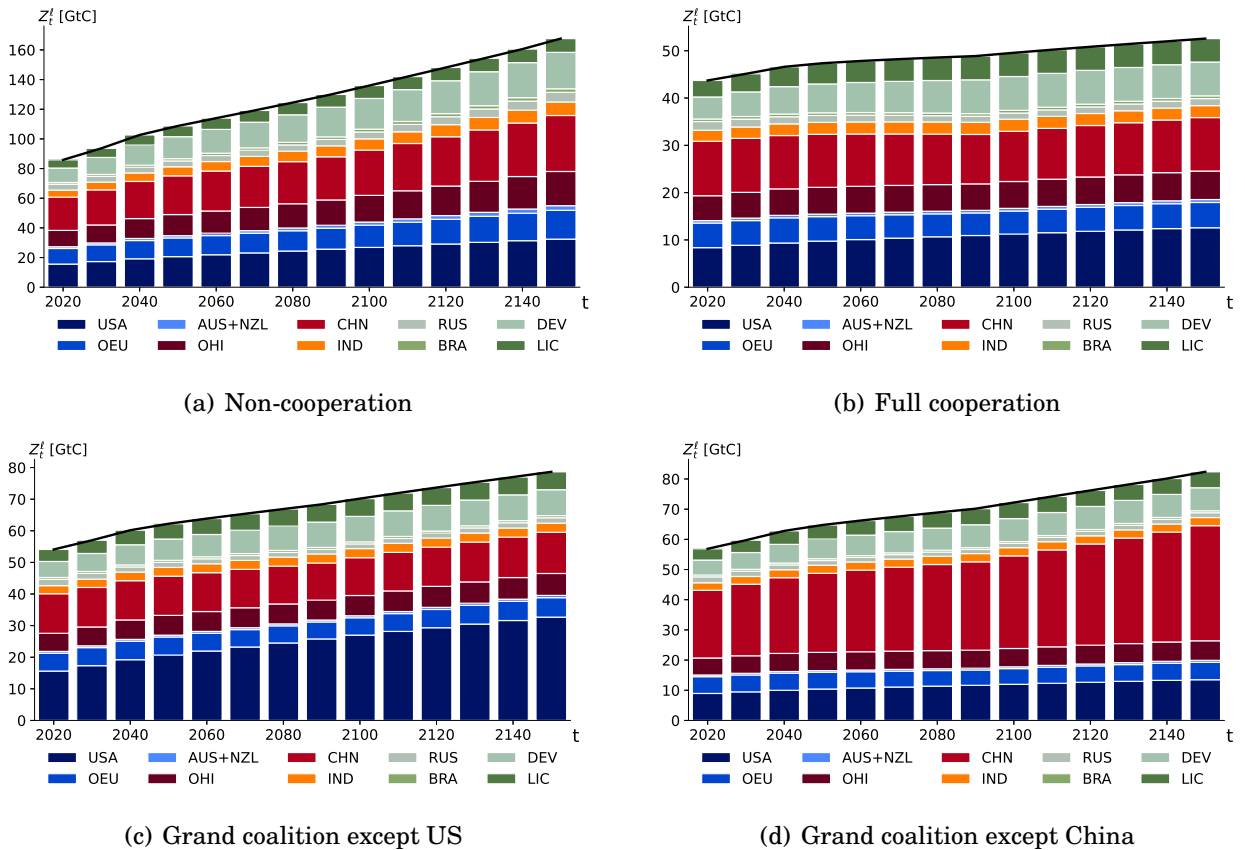 Z_t^ℓ [GtC]
160
140
120
100
80
60
40
20
0
2020 2040 2060 2080 2100 2120 2140 t
USA AUS+NZL CHN RUS DEV
OEU OHI IND BRA LIC
(a) Non-cooperation
Z_t^ℓ [GtC]
50
40
30
20
10
0
2020 2040 2060 2080 2100 2120 2140 t
USA AUS+NZL CHN RUS DEV
OEU OHI IND BRA LIC
(b) Full cooperation
Z_t^ℓ [GtC]
80
70
60
50
40
30
20
10
0
2020 2040 2060 2080 2100 2120 2140 t
USA AUS+NZL CHN RUS DEV
OEU OHI IND BRA LIC
(c) Grand coalition except US
Z_t^ℓ [GtC]
80
70
60
50
40
30
20
10
0
2020 2040 2060 2080 2100 2120 2140 t
USA AUS+NZL CHN RUS DEV
OEU OHI IND BRA LIC
(d) Grand coalition except China